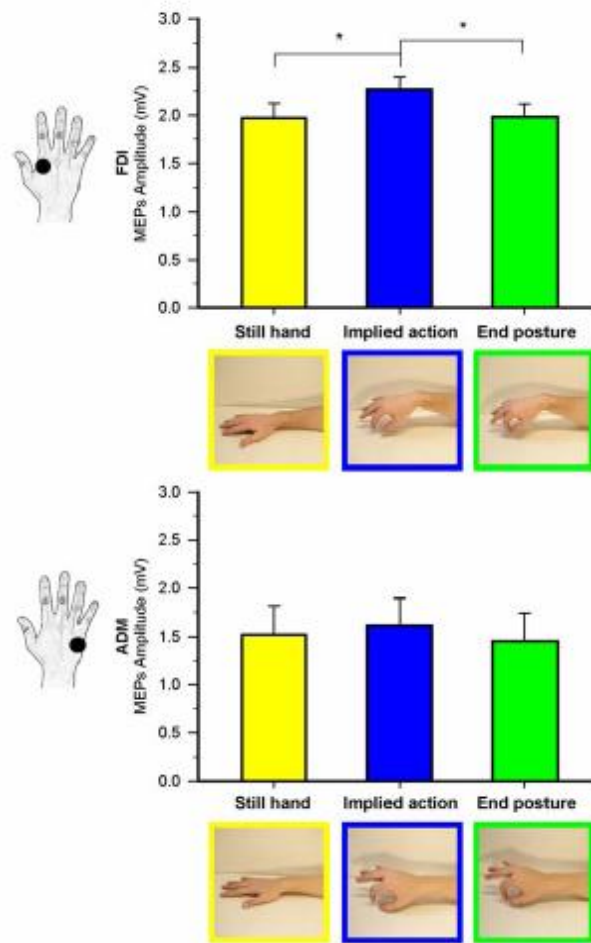 *
*
3.0
2.5
2.0
1.5
1.0
0.5
0.0
FDI
MEPs Amplitude (mV)
Still hand Implied action End posture
3.0
2.5
2.0
1.5
1.0
0.5
0.0
ADM
MEPs Amplitude (mV)
Still hand Implied action End posture